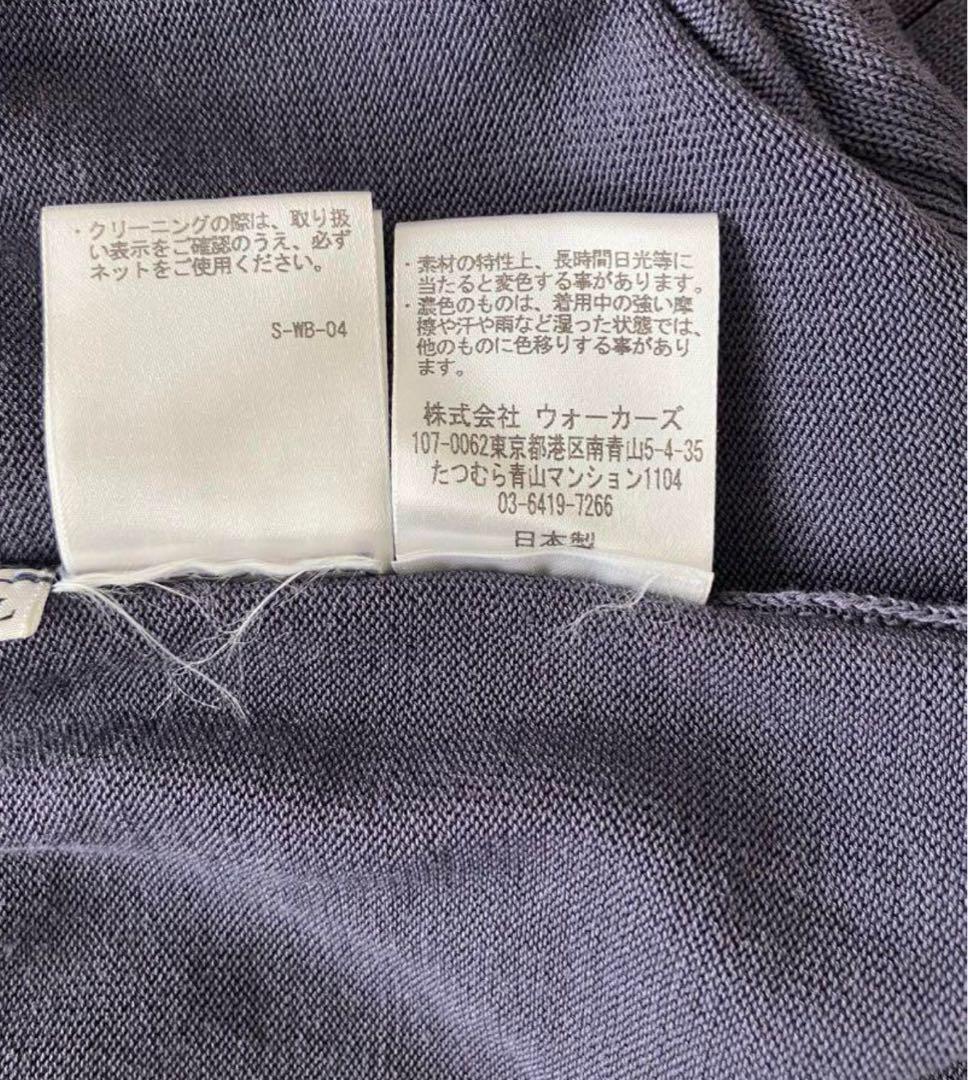 ・クリーニングの際は、取り扱
い表示をご確認のうえ、必ず
ネットをご使用ください。
S-WB-04
・素材の特性上、長時間日光等に
当たると変色する事があります。
・濃色のものは、着用中の強い摩
擦や汗や雨など湿った状態では、
他のものに色移りする事があり
ます。
株式会社 ウォーカーズ
107-0062東京都港区南青山5-4-35
たつむら青山マンション1104
03-6419-7266
日本製